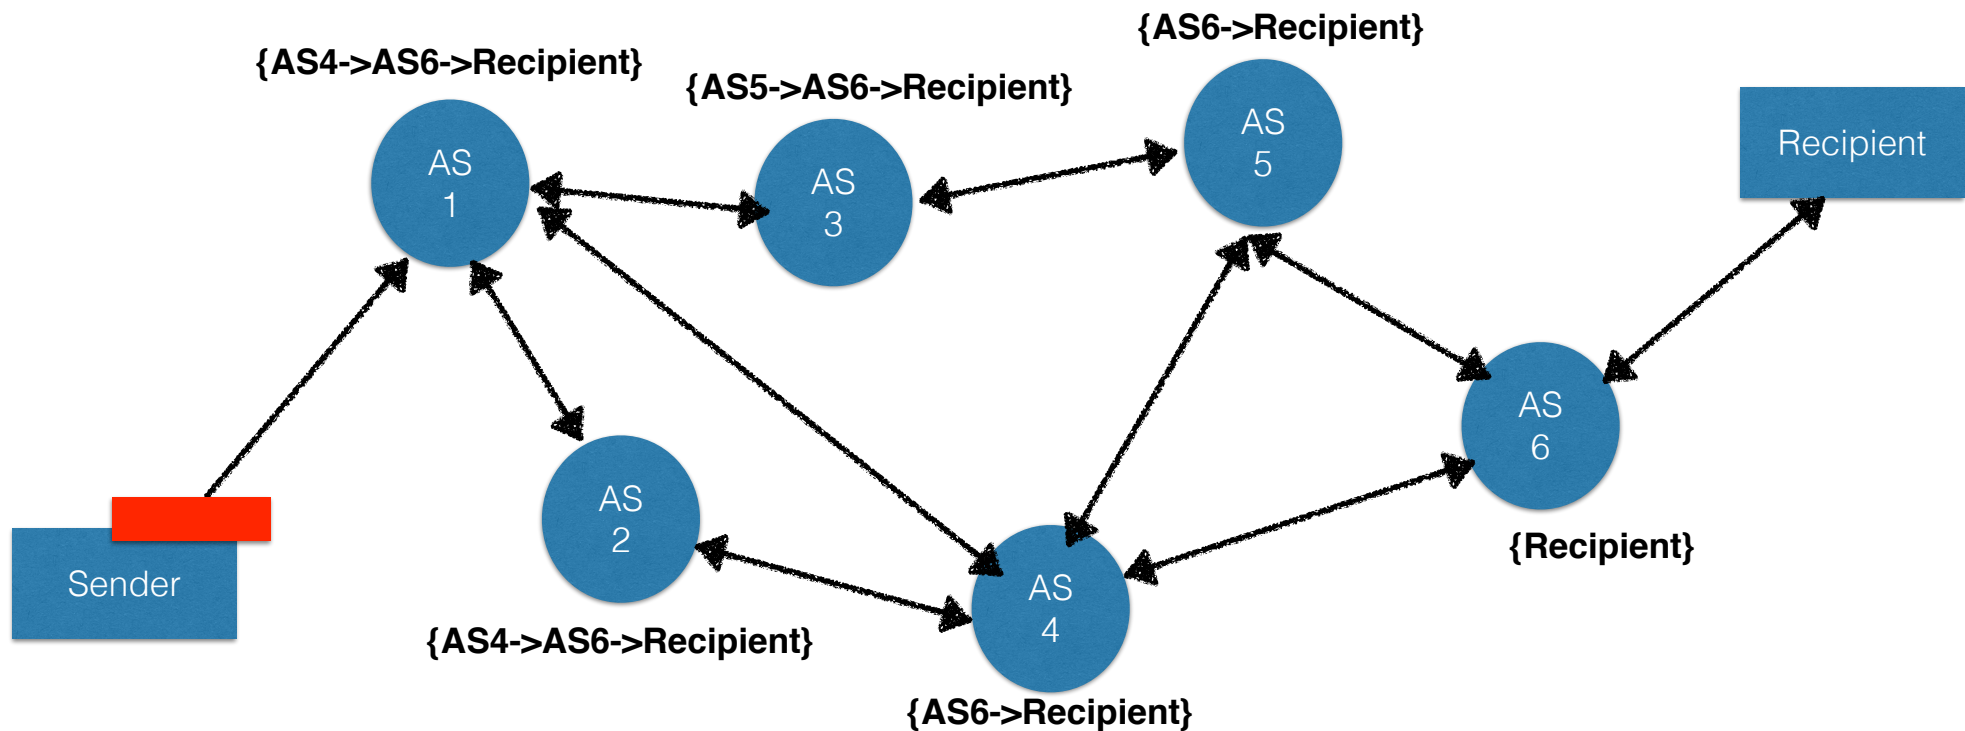 {AS6->Recipient}
{AS4->AS6->Recipient}
{AS5->AS6->Recipient}
AS
1
AS
3
AS
5
Recipient
AS
2
AS
4
AS
6
{Recipient}
Sender
{AS4->AS6->Recipient}
{AS6->Recipient}